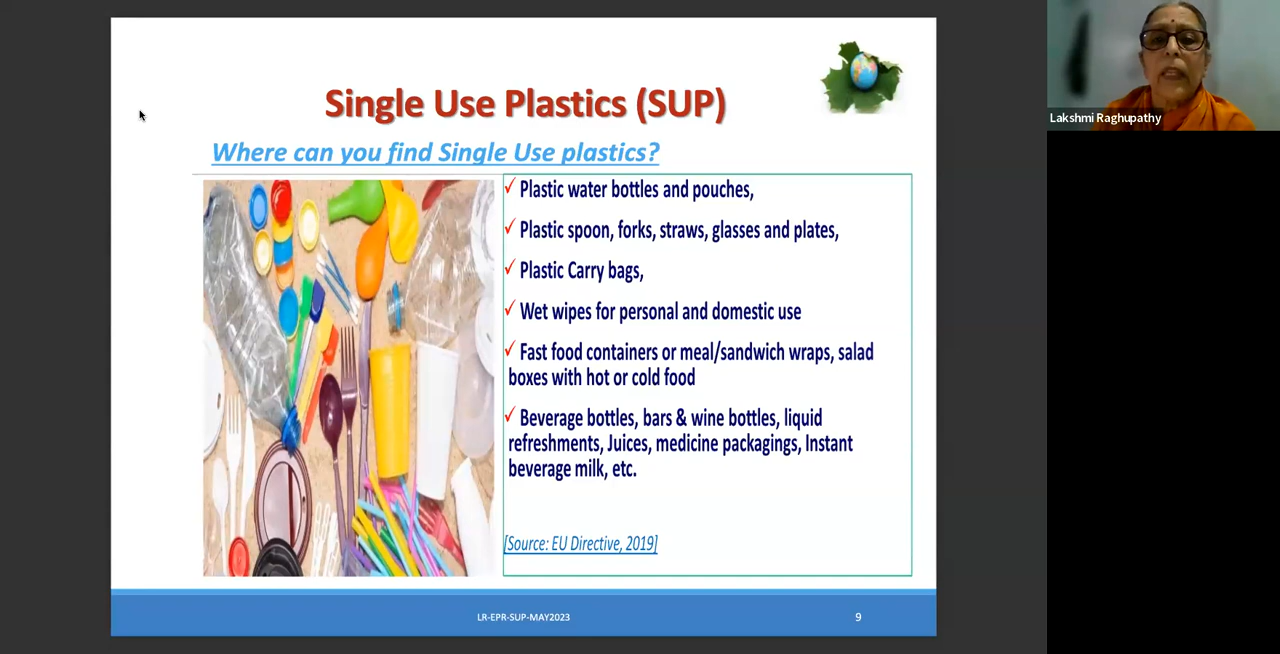 Single Use Plastics (SUP)
Where can you find Single Use plastics?
✓ Plastic water bottles and pouches,
✓ Plastic spoon, forks, straws, glasses and plates,
✓ Plastic Carry bags,
✓ Wet wipes for personal and domestic use
✓ Fast food containers or meal/sandwich wraps, salad
boxes with hot or cold food
✓ Beverage bottles, bars & wine bottles, liquid
refreshments, Juices, medicine packagings, Instant
beverage milk, etc.
[Source: EU Directive, 2019]
LR-EPR-SUP-MAY2023
9
Lakshmi Raghupathy